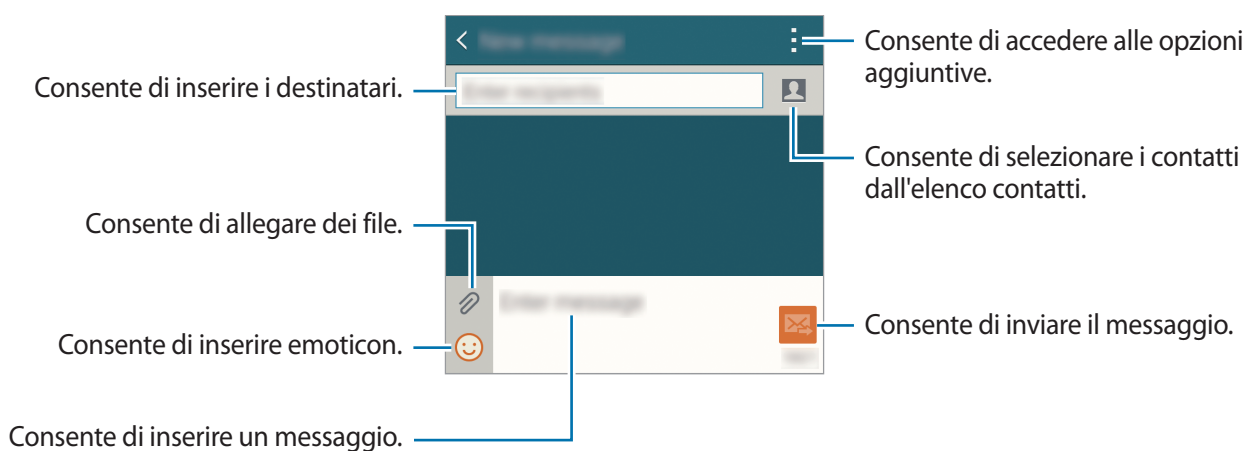 Consente di accedere alle opzioni
aggiuntive.
Consente di inserire i destinatari.
Consente di selezionare i contatti
dall'elenco contatti.
Consente di allegare dei file.
Consente di inviare il messaggio.
Consente di inserire emoticon.
Consente di inserire un messaggio.